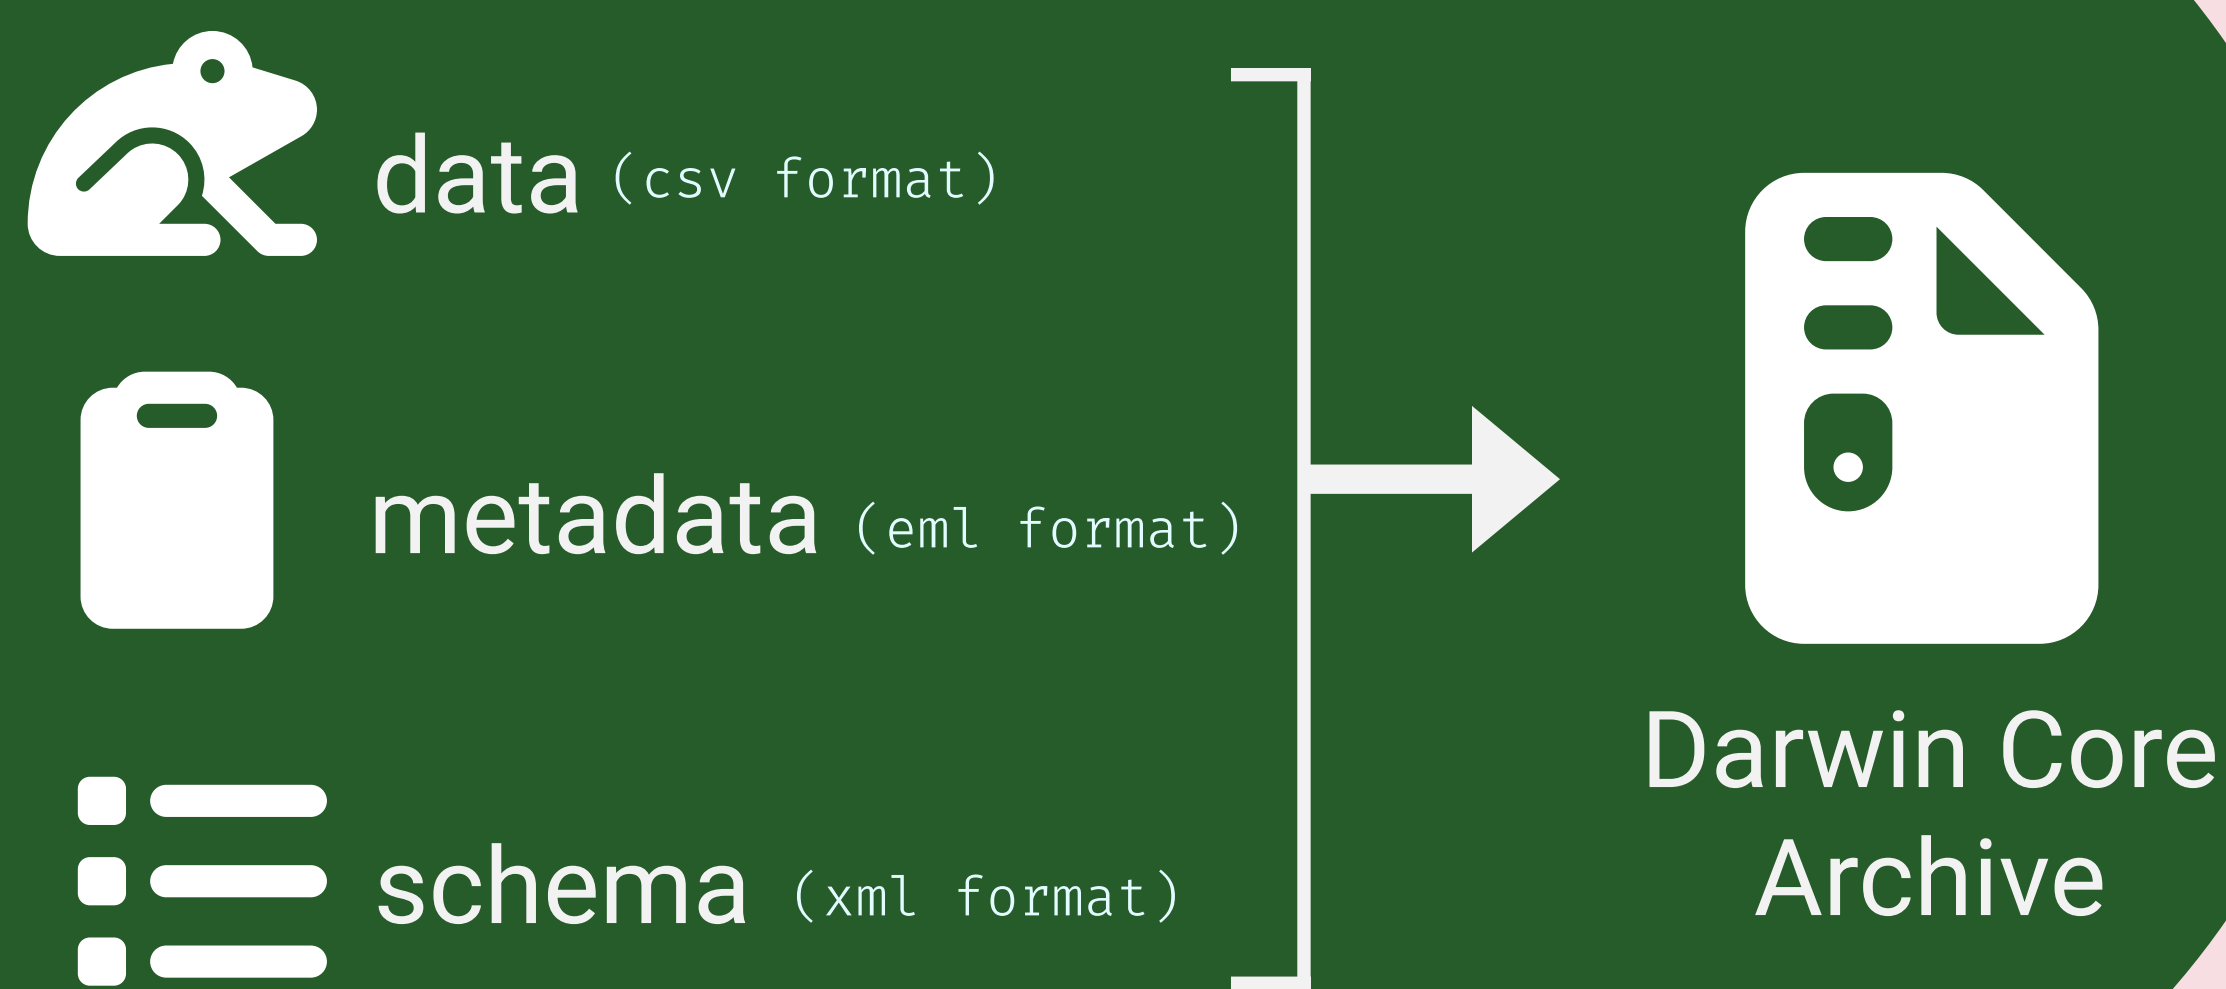 data (csv format)
metadata (eml format)
schema (xml format)
Darwin Core
Archive